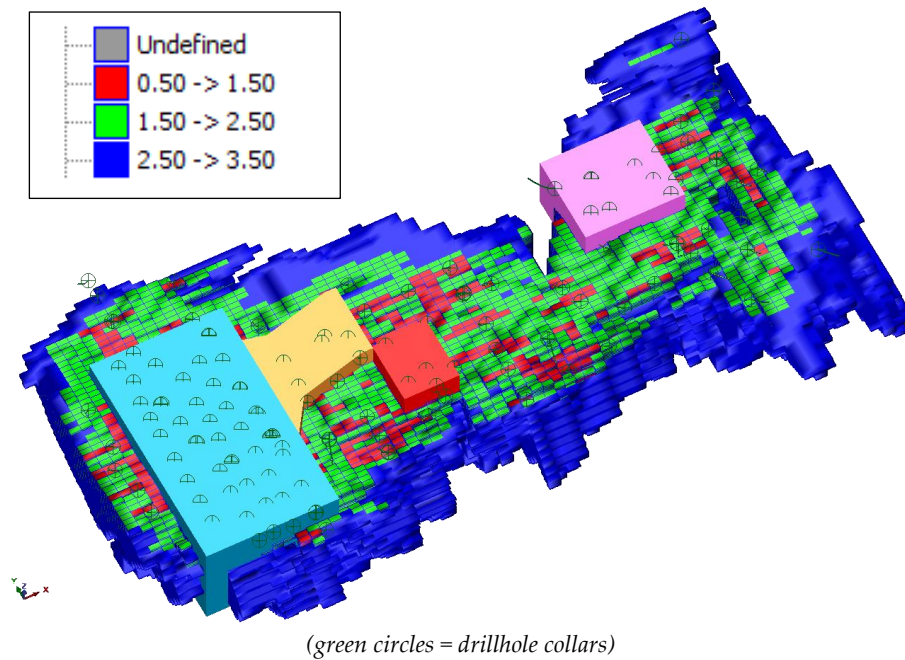 Undefined
0.50 -> 1.50
1.50 -> 2.50
2.50 -> 3.50
Y
Z
X
(green circles = drillhole collars)